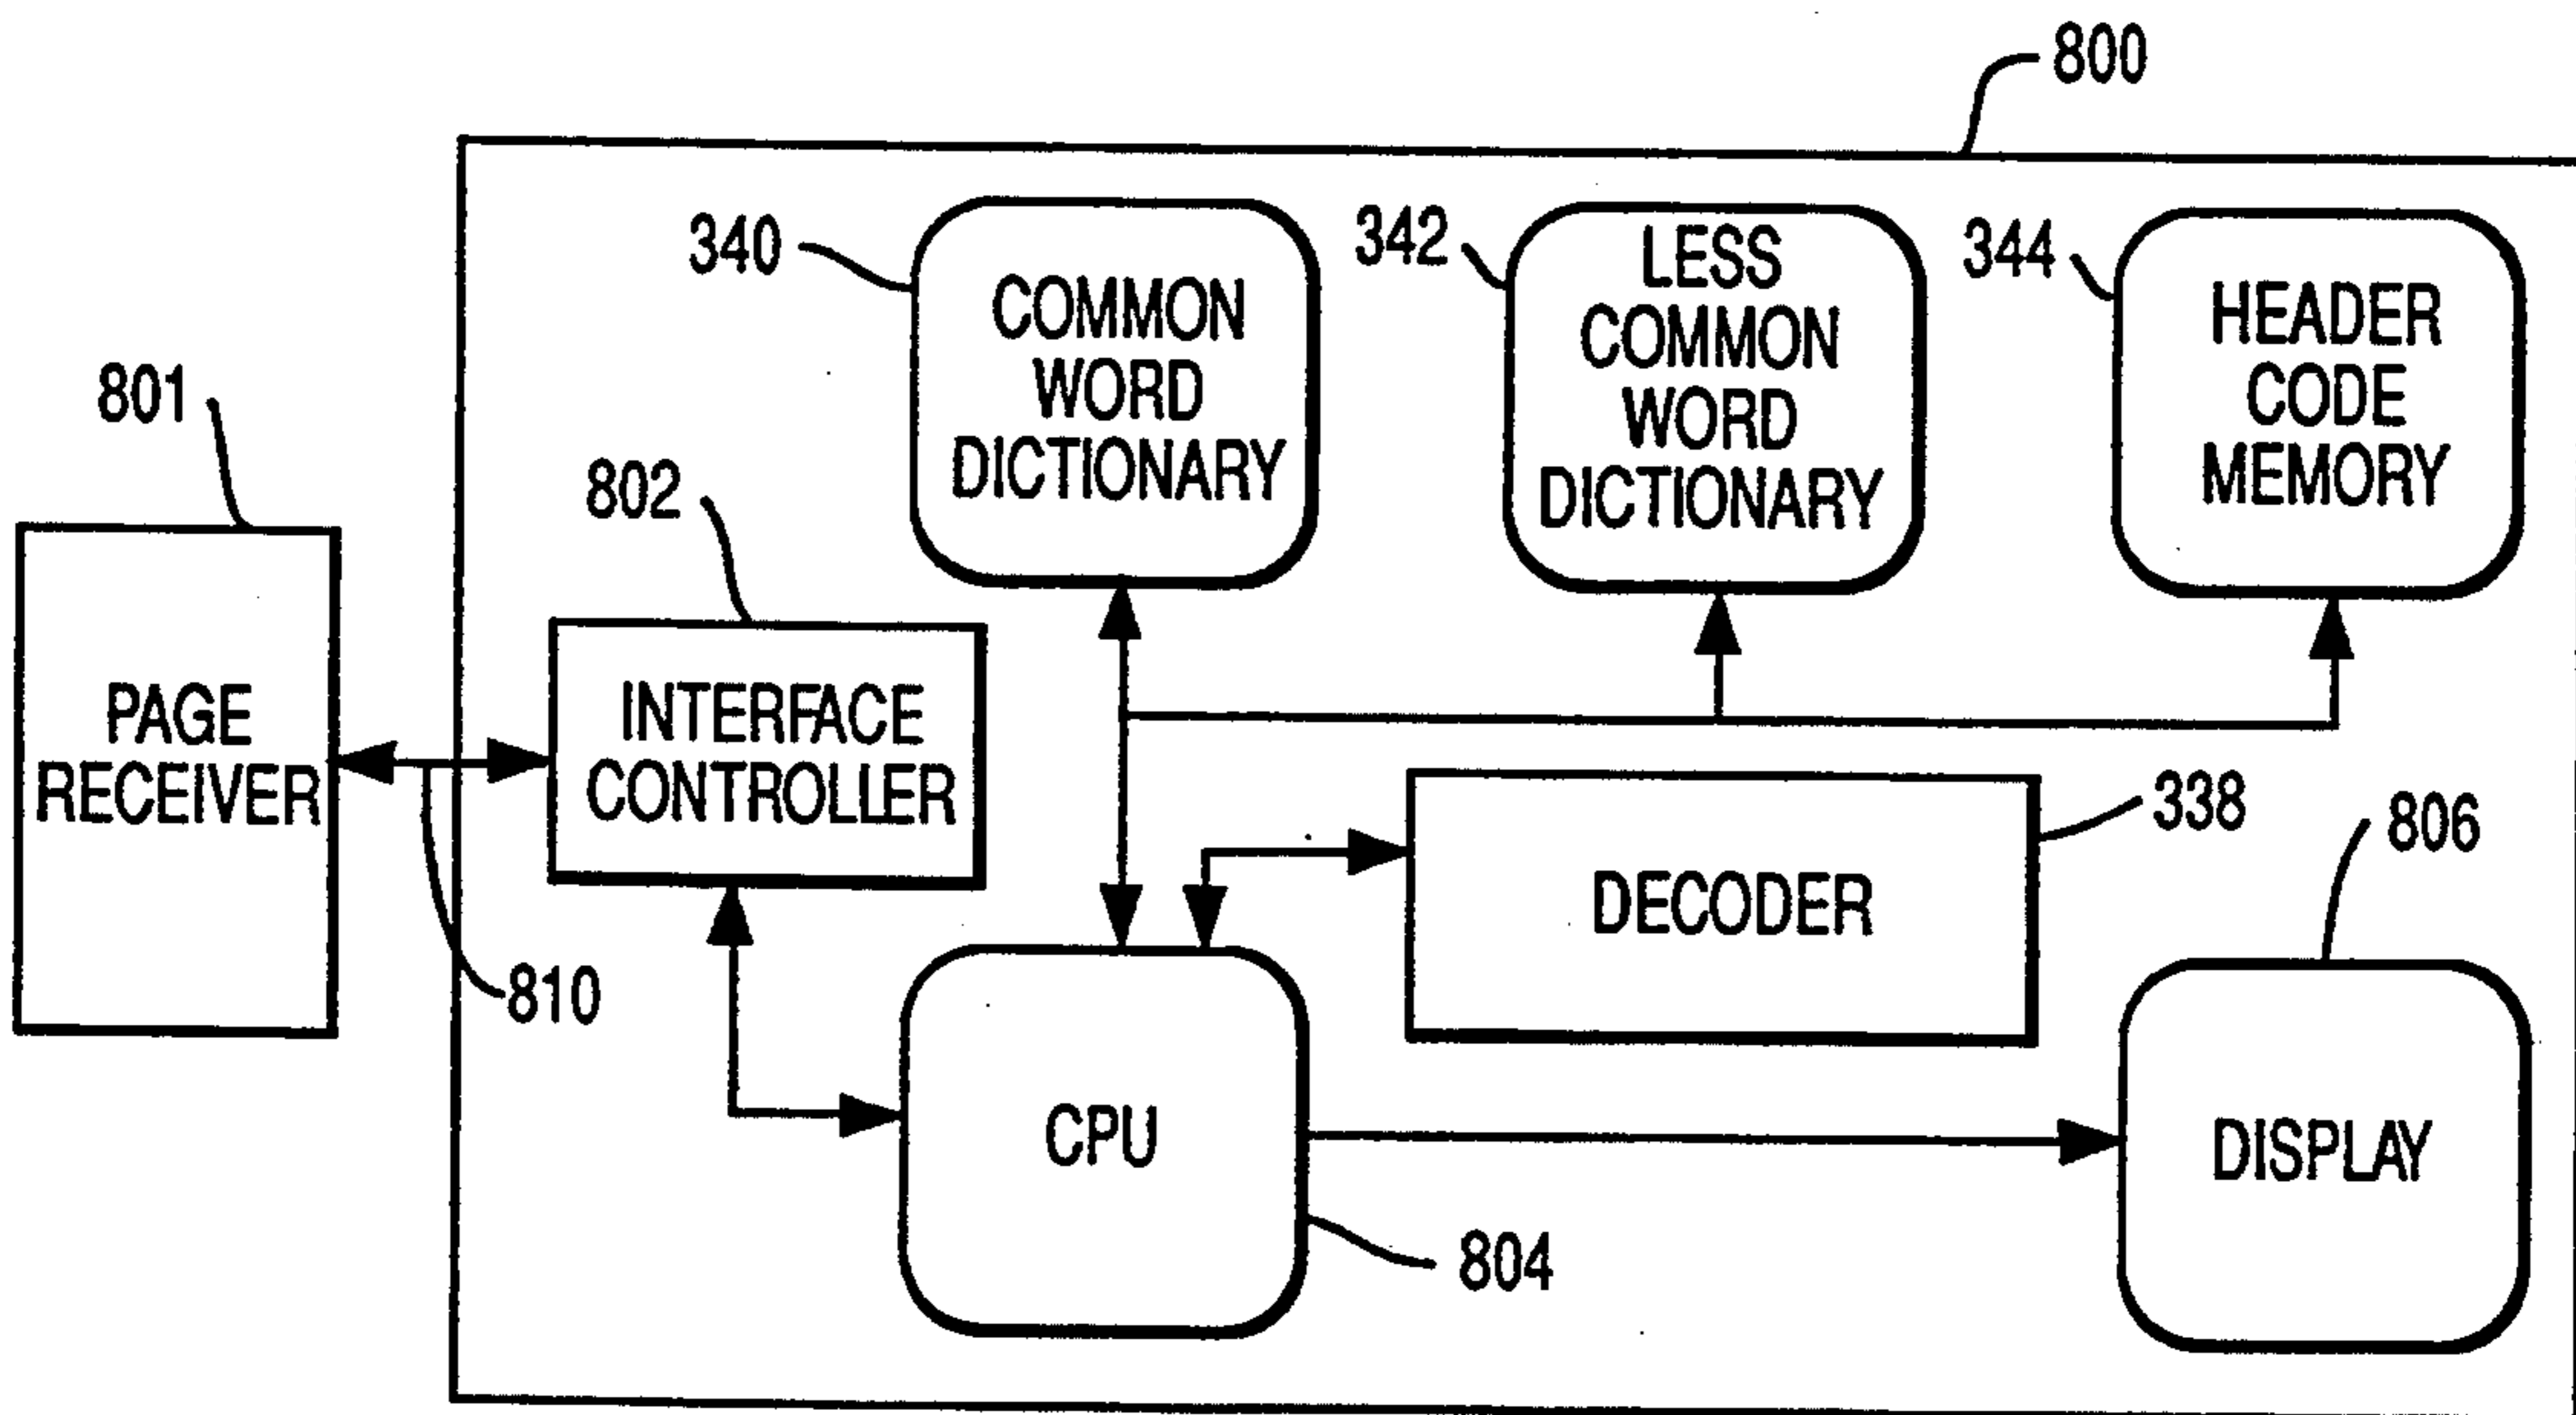 800
340
COMMON
WORD
DICTIONARY
342
LESS
COMMON
WORD
DICTIONARY
344
HEADER
CODE
MEMORY
801
PAGE
RECEIVER
802
INTERFACE
CONTROLLER
810
DECODER
338
806
CPU
804
DISPLAY